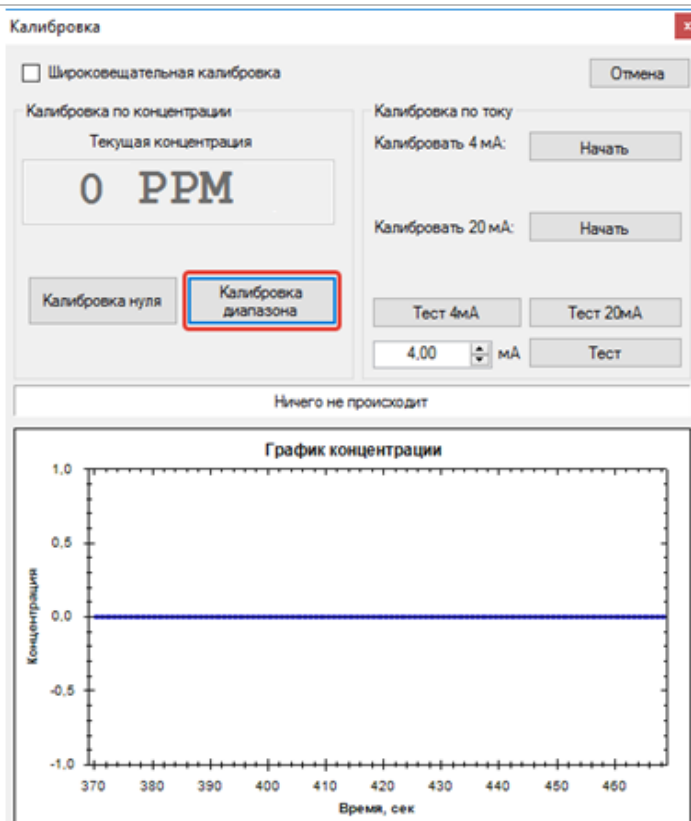 Калибровка
x
Широковещательная калибровка
Отмена
Калибровка по концентрации
Текущая концентрация
0 PPM
Калибровка нуля
Калибровка
диапазона
Калибровка по току
Калибровать 4 мА:
Начать
Калибровать 20 мА:
Начать
Тест 4мА
Тест 20мА
4,00
мА
Тест
Ничего не происходит
График концентрации
Концентрация
1,0
0,5
0,0
-0,5
-1,0
370 380 390 400 410 420 430 440 450 460
Время, сек